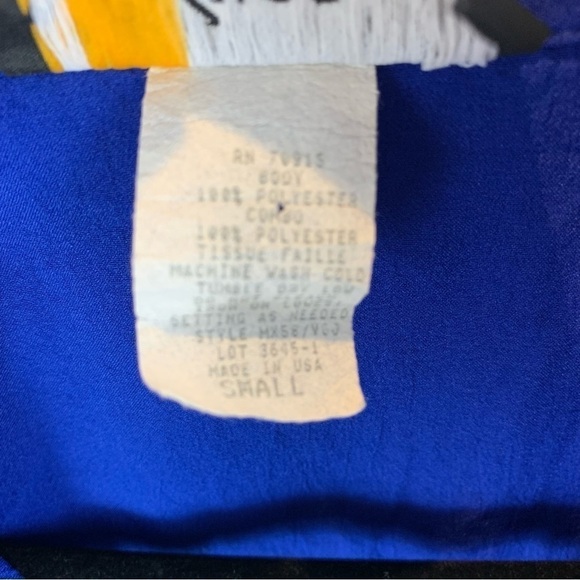 RN 76915
BODY
100% POLYESTER
COMBO
100% POLYESTER
TISSUE FAILLE
MACHINE WASH COLD
TUMBLE DRY
SETTING AS NEEDED
STYLE
LOT 3645-1
MADE IN USA
SMALL